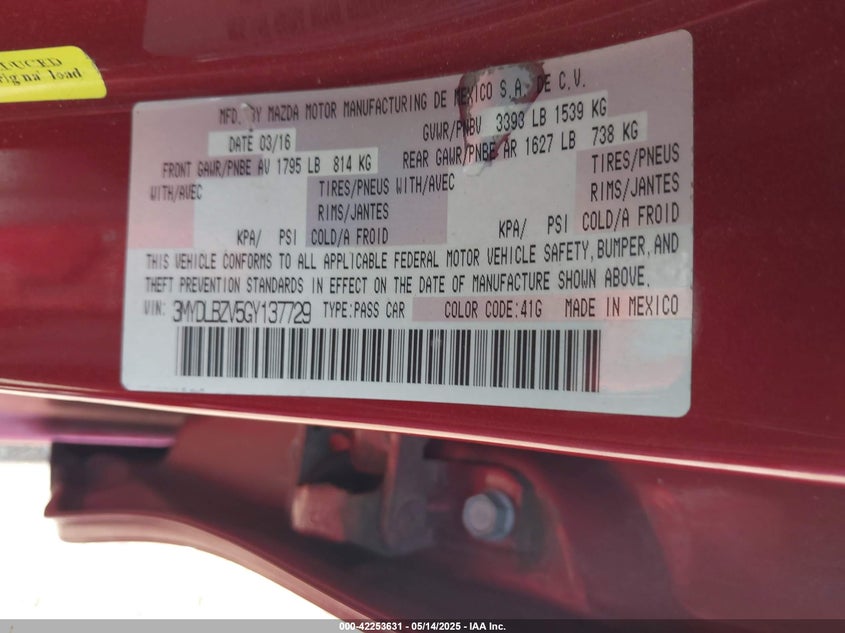 UCED
rigna' load
MFD. BY MAZDA MOTOR MANUFACTURING DE MEXICO S.A. DE C.V.
DATE 03/16 GVWR/PNBV 3393 LB 1539 KG
FRONT GAWR/PNBE AV 1795 LB 814 KG REAR GAWR/PNBE AR 1627 LB 738 KG
WITH/AVEC TIRES/PNEUS WITH/AVEC TIRES/PNEUS
RIMS/JANTES RIMS/JANTES
KPA/ PSI COLD/A FROID KPA/ PSI COLD/A FROID
THIS VEHICLE CONFORMS TO ALL APPLICABLE FEDERAL MOTOR VEHICLE SAFETY, BUMPER, AND
THEFT PREVENTION STANDARDS IN EFFECT ON THE DATE OF MANUFACTURE SHOWN ABOVE.
VIN: 3MYDLBZV5GY137729 TYPE:PASS CAR COLOR CODE:41G MADE IN MEXICO
000-42253631 - 05/14/2025 - IAA Inc.